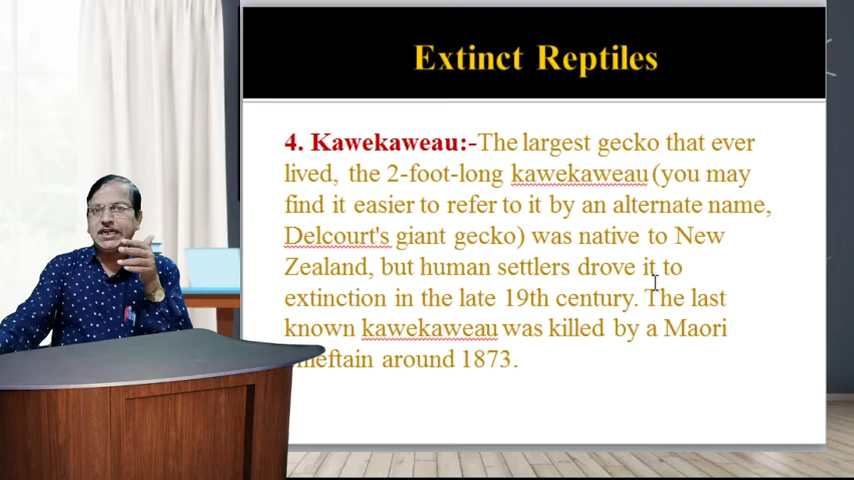 Extinct Reptiles
4. Kawekaweau:-The largest gecko that ever
lived, the 2-foot-long kawekaweau (you may
find it easier to refer to it by an alternate name,
Delcourt's giant gecko) was native to New
Zealand, but human settlers drove it to
extinction in the late 19th century. The last
known kawekaweau was killed by a Maori
around 1873.